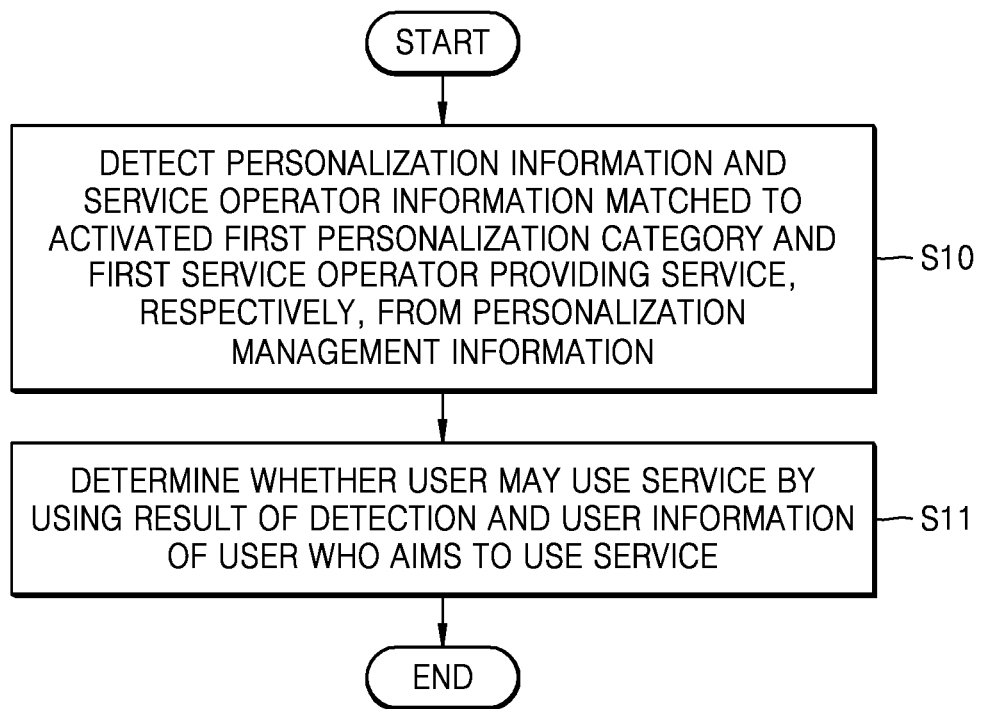 START
DETECT PERSONALIZATION INFORMATION AND
SERVICE OPERATOR INFORMATION MATCHED TO
ACTIVATED FIRST PERSONALIZATION CATEGORY AND
FIRST SERVICE OPERATOR PROVIDING SERVICE,
RESPECTIVELY, FROM PERSONALIZATION
MANAGEMENT INFORMATION
S10
DETERMINE WHETHER USER MAY USE SERVICE BY
USING RESULT OF DETECTION AND USER INFORMATION
OF USER WHO AIMS TO USE SERVICE
S11
END